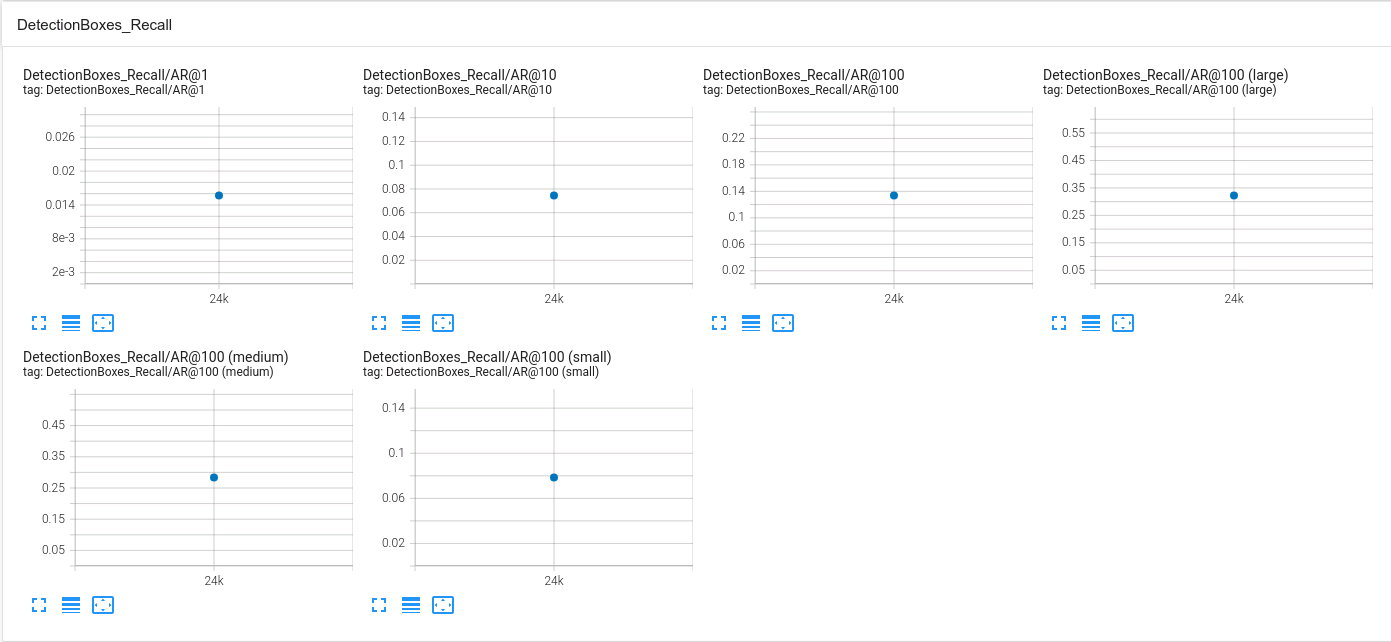 DetectionBoxes_Recall
DetectionBoxes_Recall/AR@1
tag: DetectionBoxes_Recall/AR@1
0.026
0.02
0.014
8e-3
2e-3
24k
DetectionBoxes_Recall/AR@10
tag: DetectionBoxes_Recall/AR@10
0.14
0.12
0.1
0.08
0.06
0.04
0.02
24k
DetectionBoxes_Recall/AR@100
tag: DetectionBoxes_Recall/AR@100
0.22
0.18
0.14
0.1
0.06
0.02
24k
DetectionBoxes_Recall/AR@100 (large)
tag: DetectionBoxes_Recall/AR@100 (large)
0.55
0.45
0.35
0.25
0.15
0.05
24k
DetectionBoxes_Recall/AR@100 (medium)
tag: DetectionBoxes_Recall/AR@100 (medium)
0.45
0.35
0.25
0.15
0.05
24k
DetectionBoxes_Recall/AR@100 (small)
tag: DetectionBoxes_Recall/AR@100 (small)
0.14
0.1
0.06
0.02
24k